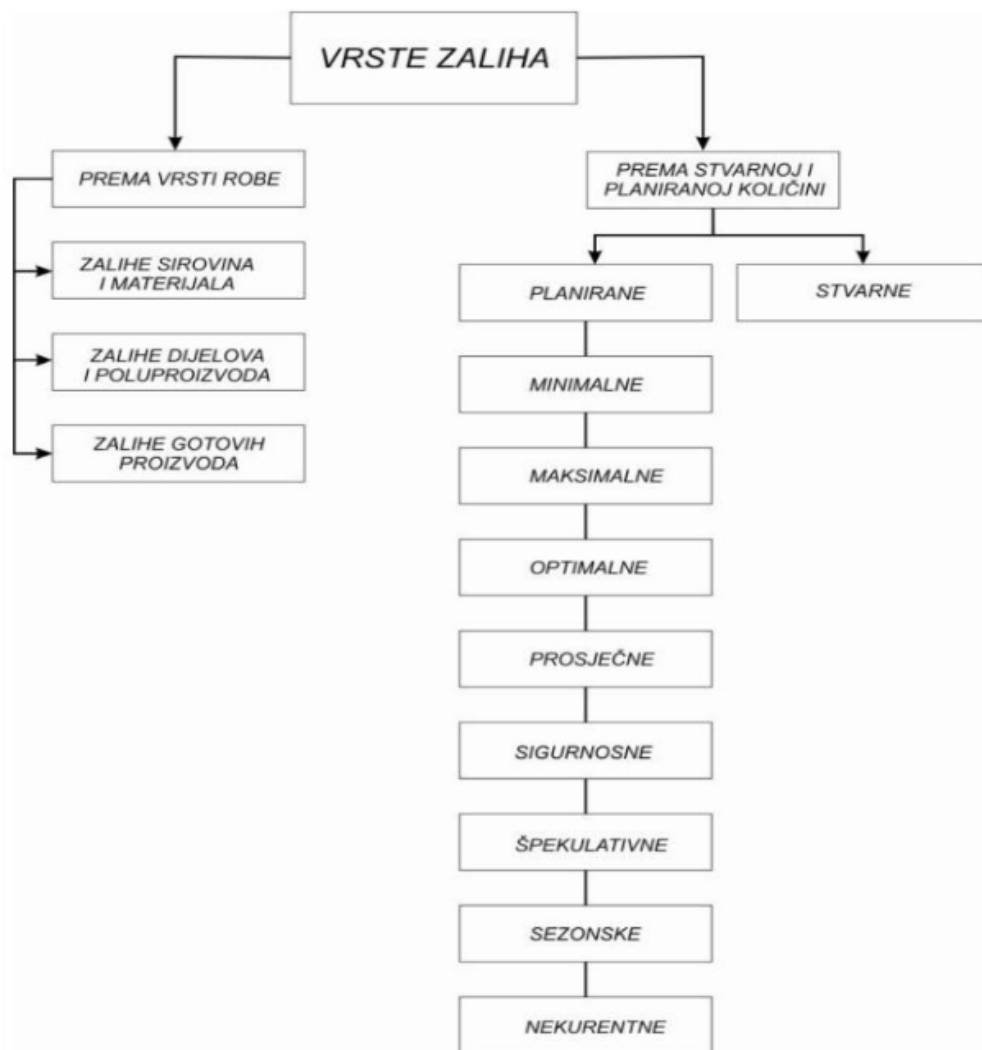 VRSTE ZALIHA
PREMA VRSTI ROBE
ZALIHE SIROVINA
I MATERIJALA
ZALIHE DIJELOVA
I POLUPROIZVODA
ZALIHE GOTOVIH
PROIZVODA
PREMA STVARNOJ I
PLANIRANOJ KOLIČINI
PLANIRANE
STVARNE
MINIMALNE
MAKSIMALNE
OPTIMALNE
PROSJEČNE
SIGURNOSNE
ŠPEKULATIVNE
SEZONSKE
NEKURENTNE